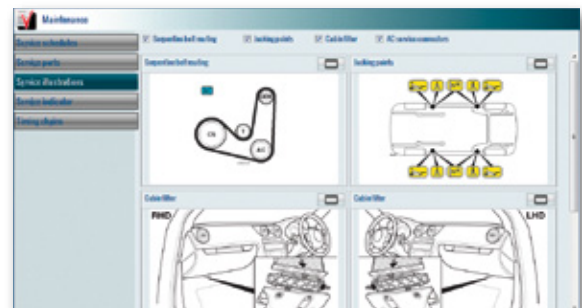 Maintenance
Service schedules
Service parts
Service illustrations
Service indicator
Timing chains
Serpentine belt routing
Jacking points
Cabin filter
AC service connectors
Serpentine belt routing
Jacking points
Cabin filter
Cabin filter
RHD
LHD